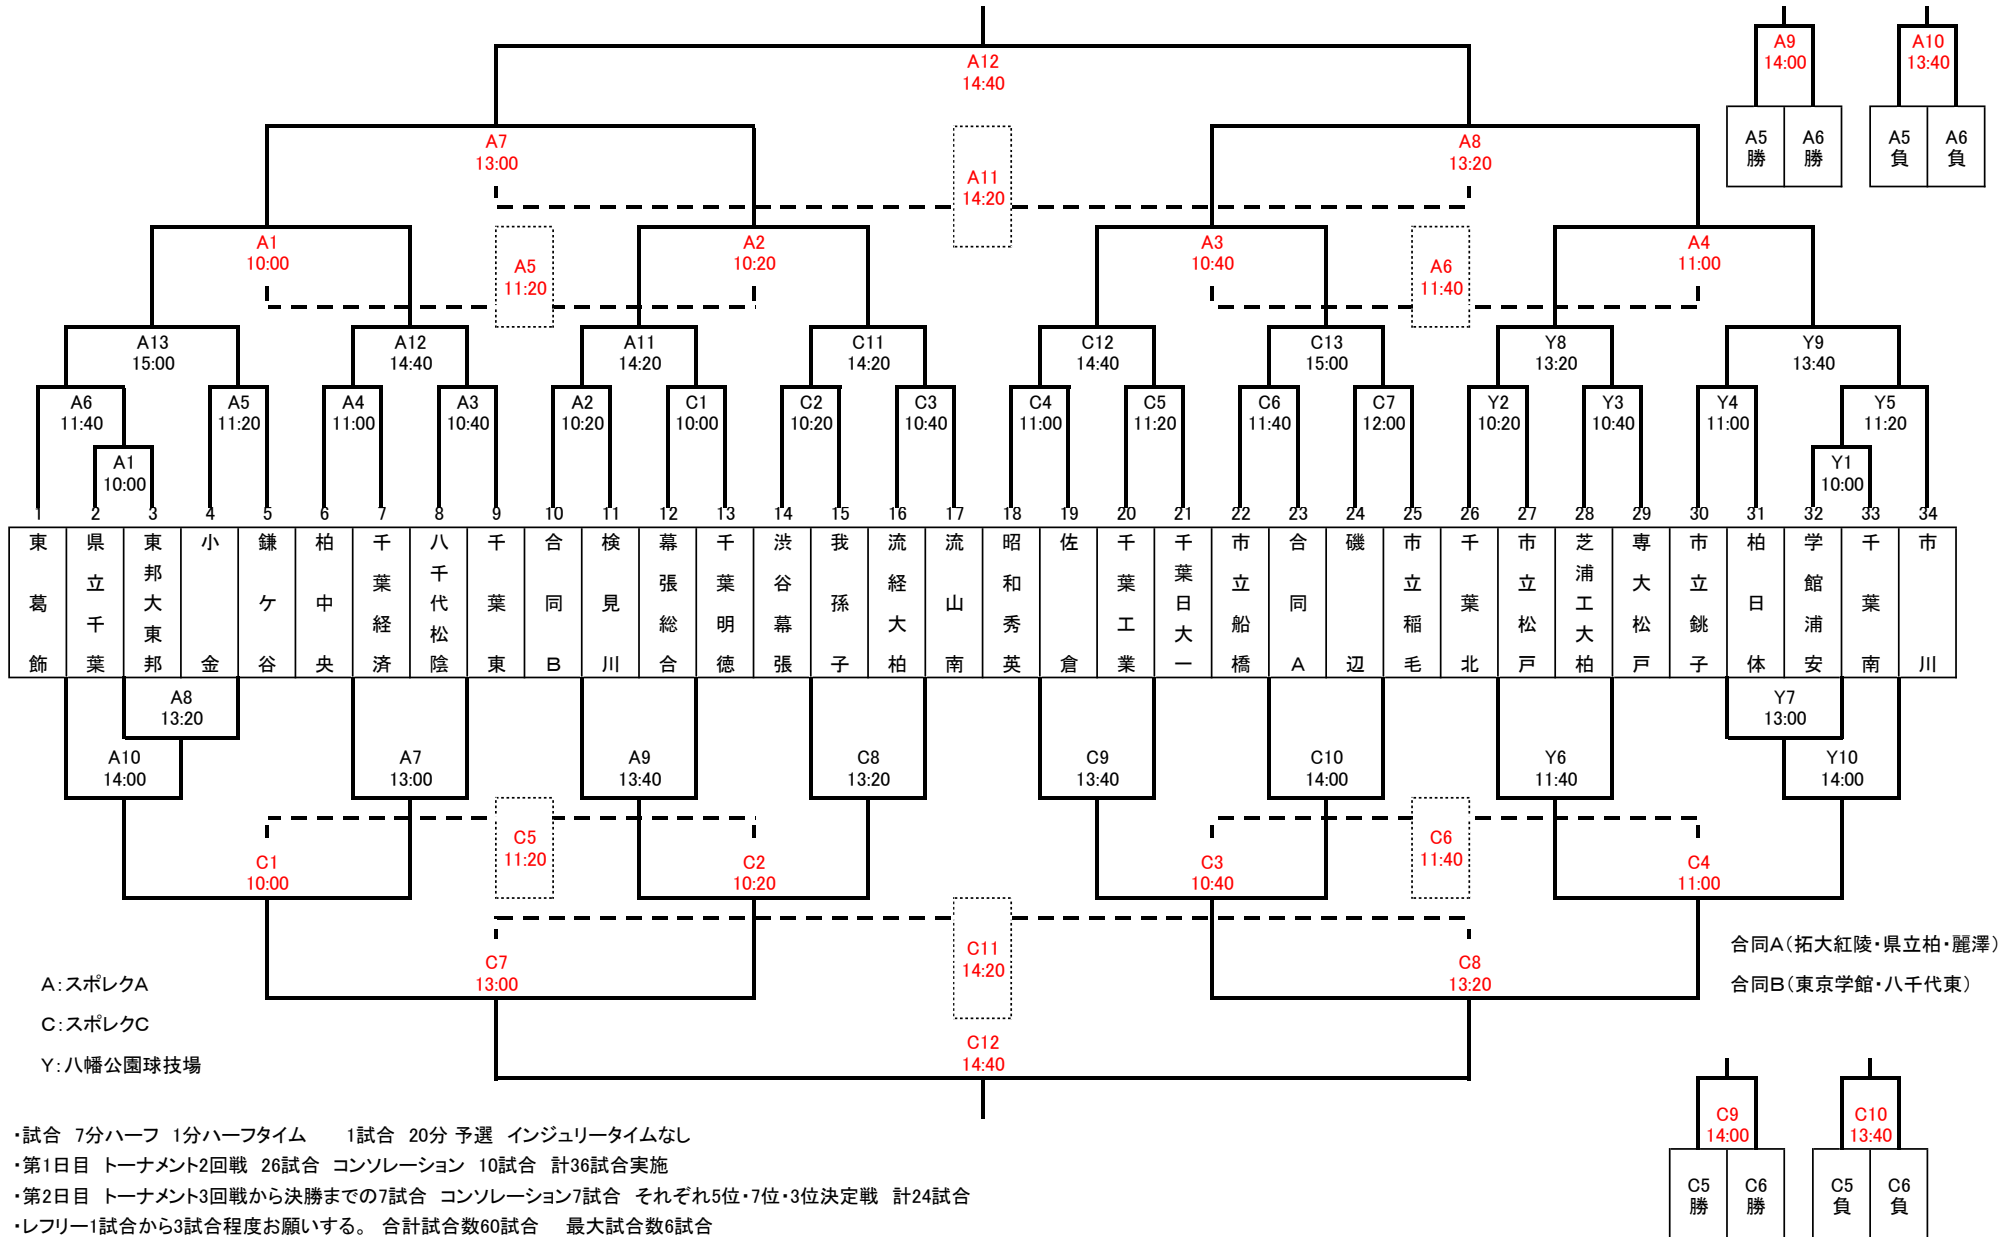 A12
14:40
A9
14:00
A10
13:40
A5
勝
A6
勝
A5
負
A6
負
A7
13:00
A11
14:20
A8
13:20
A1
10:00
A5
11:20
A2
10:20
A3
10:40
A6
11:40
A4
11:00
A13
15:00
A12
14:40
A11
14:20
C11
14:20
C12
14:40
C13
15:00
Y8
13:20
Y9
13:40
A6
11:40
A5
11:20
A4
11:00
A3
10:40
A2
10:20
C1
10:00
C2
10:20
C3
10:40
C4
11:00
C5
11:20
C6
11:40
C7
12:00
Y2
10:20
Y3
10:40
Y4
11:00
Y5
11:20
A1
10:00
Y1
10:00
1 2 3 4 5 6 7 8 9 10 11 12 13 14 15 16 17 18 19 20 21 22 23 24 25 26 27 28 29 30 31 32 33 34
東葛飾
県立千葉
東邦大東邦
小金
鎌ケ谷
柏中央
千葉経済
八千代松陰
千葉東
合同B
検見川
幕張総合
千葉明徳
渋谷幕張
我孫子
流経大柏
流山南
昭和秀英
佐倉
千葉工業
千葉日大一
市立船橋
合同A
磯辺
市立稲毛
千葉北
市立松戸
芝浦工大柏
専大松戸
市立銚子
柏日体
学館浦安
千葉南
市川
A8
13:20
Y7
13:00
A10
14:00
A7
13:00
A9
13:40
C8
13:20
C9
13:40
C10
14:00
Y6
11:40
Y10
14:00
C1
10:00
C5
11:20
C2
10:20
C3
10:40
C6
11:40
C4
11:00
C7
13:00
C11
14:20
C8
13:20
C12
14:40
合同A（拓大紅陵・県立柏・麗澤）
合同B（東京学館・八千代東）
A：スポレクA
C：スポレクC
Y：八幡公園球技場
C9
14:00
C10
13:40
C5
勝
C6
勝
C5
負
C6
負
・試合 7分ハーフ 1分ハーフタイム 1試合 20分 予選 インジュリータイムなし
・第1日目 トーナメント2回戦 26試合 コンソレーション 10試合 計36試合実施
・第2日目 トーナメント3回戦から決勝までの7試合 コンソレーション7試合 それぞれ5位・7位・3位決定戦 計24試合
・レフリー1試合から3試合程度お願いする。 合計試合数60試合 最大試合数6試合